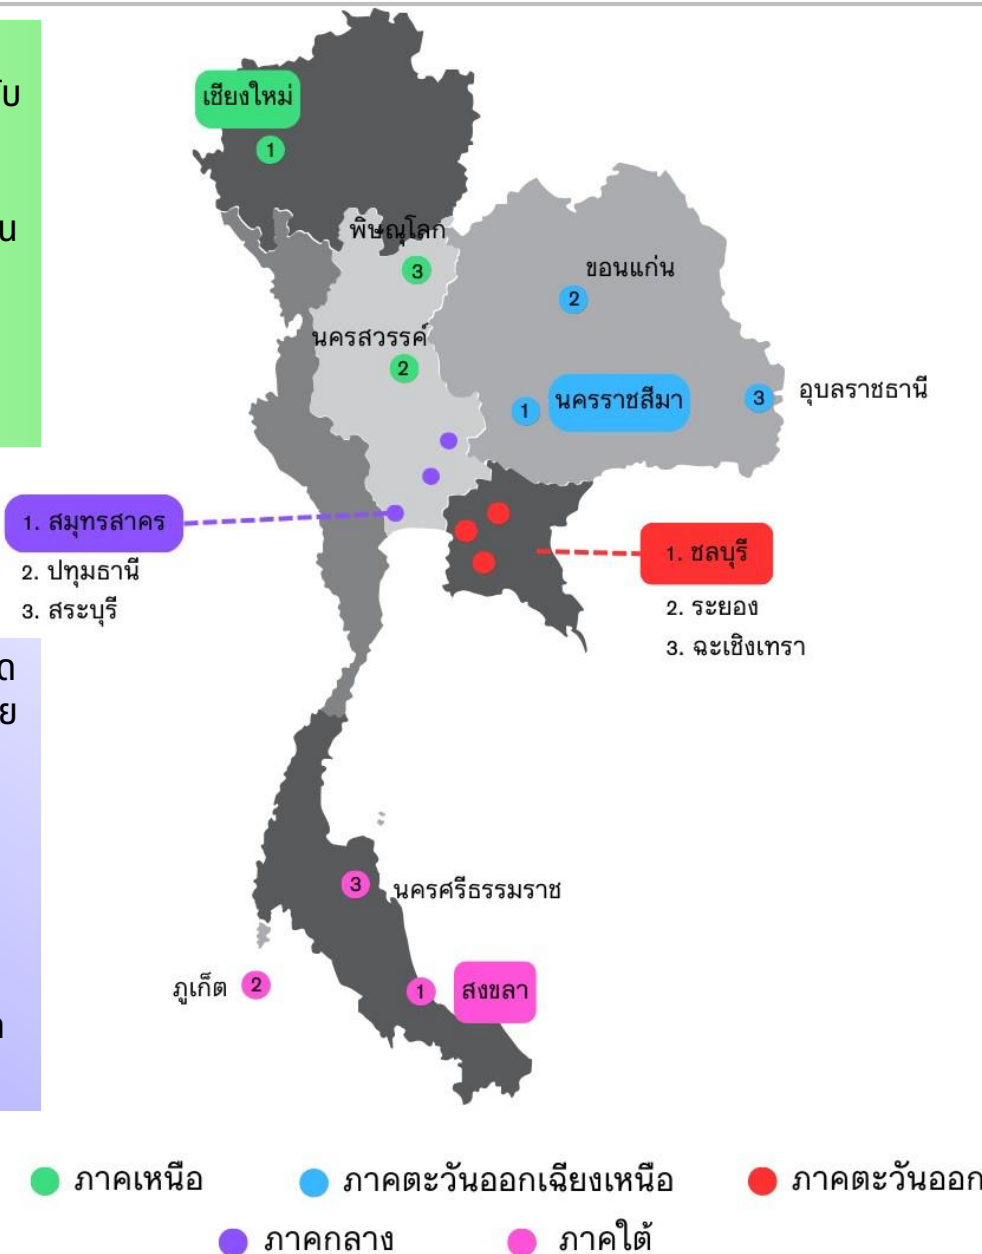 เชียงใหม่
1
พิษณุโลก
3
นครสวรรค์
2
ขอนแก่น
2
1
นครราชสีมา
3
อุบลราชธานี
1. สมุทรสาคร
2. ปทุมธานี
3. สระบุรี
1. ชลบุรี
2. ระยอง
3. ฉะเชิงเทรา
3
นครศรีธรรมราช
ภูเก็ต
2
1
สงขลา
ภาคเหนือ
ภาคตะวันออกเฉียงเหนือ
ภาคตะวันออก
ภาคกลาง
ภาคใต้